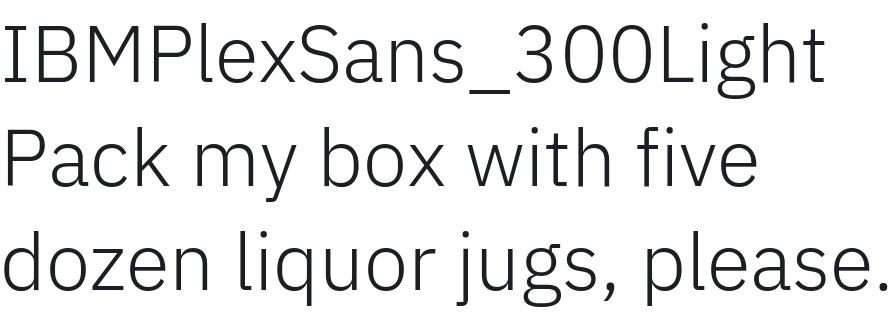 IBMPlexSans_300Light
Pack my box with five
dozen liquor jugs, please.